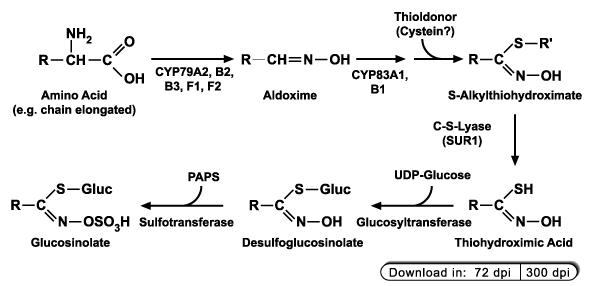 NH₂
R–CH–C
O
OH
Amino Acid
(e.g. chain elongated)
CYP79A2, B2,
B3, F1, F2
R–CH=N–OH
Aldoxime
CYP83A1,
B1
Thioldonor
(Cystein?)
S–R'
R–C
N–OH
S-Alkylthiohydroximate
C-S-Lyase
(SUR1)
SH
R–C
N–OH
Thiohydroximic Acid
UDP-Glucose
Glucosyltransferase
S–Gluc
R–C
N–OH
Desulfoglucosinolate
PAPS
Sulfotransferase
S–Gluc
R–C
N–OSO₃H
Glucosinolate
Download in: 72 dpi 300 dpi